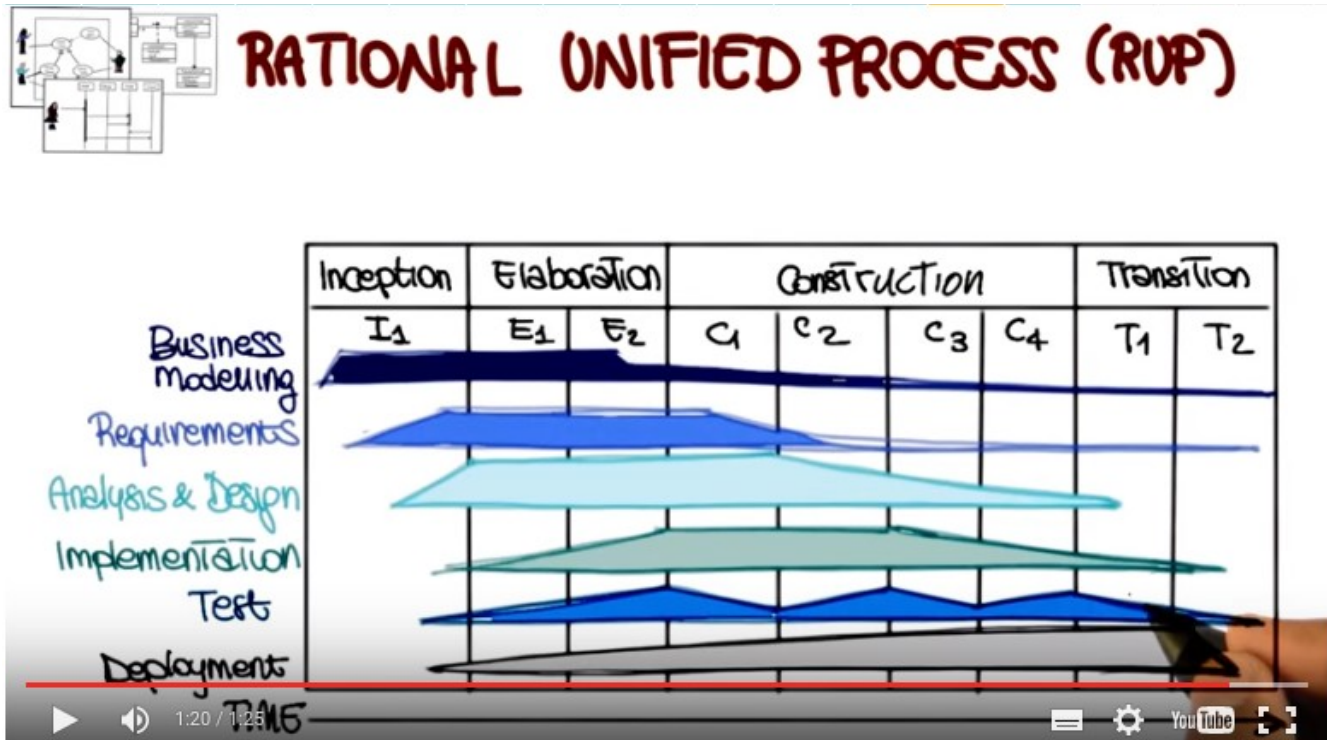 RATIONAL UNIFIED PROCESS (RUP)
Inception Elaboration Construction Transition
I1 E1 E2 C1 C2 C3 C4 T1 T2
Business
Modelling
Requirements
Analysis & Design
Implementation
Test
Deployment
TIME
1:20 / 1:25
YouTube